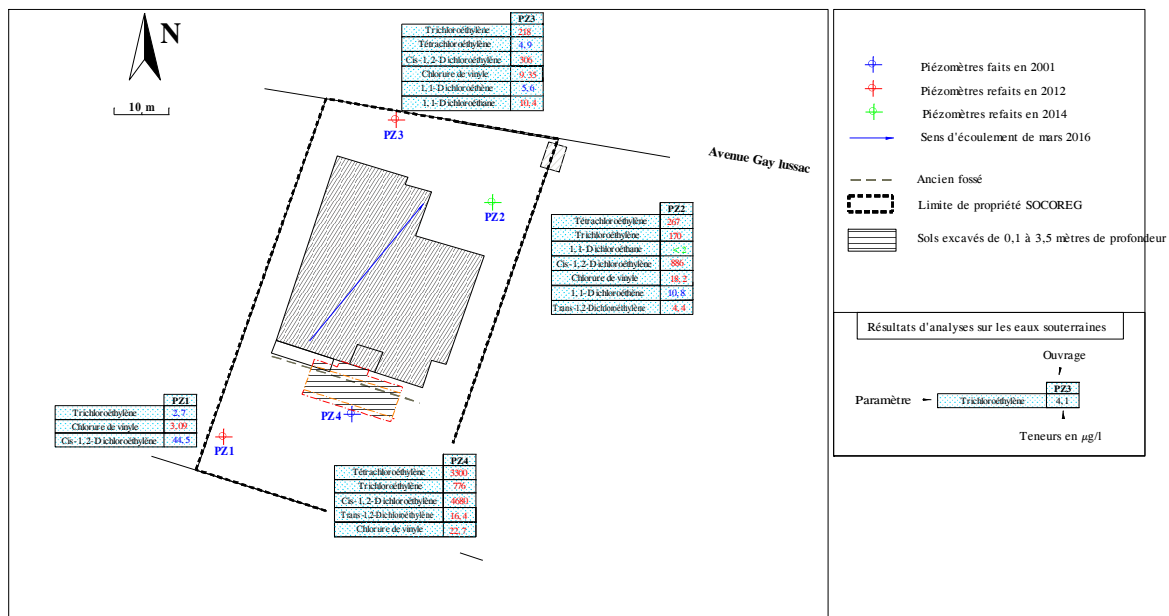 N
10 m
PZ3
Trichloroéthylène 218
Tétrachloroéthylène 4,9
Cis-1,2-Dichloroéthylène 306
Chlorure de vinyle 9,35
1,1-Dichloroéthène 5,6
1,1-Dichloroéthane 10,4
PZ3
Avenue Gay lussac
PZ2
PZ2
Tétrachloroéthylène 267
Trichloroéthylène 170
1,1-Dichloroéthane
Cis-1,2-Dichloroéthylène 886
Chlorure de vinyle 18,2
1,1-Dichloroéthène 10,8
Trans-1,2-Dichloroéthylène 4,4
PZ1
Trichloroéthylène 2,7
Chlorure de vinyle 3,09
Cis-1,2-Dichloroéthylène 44,5
PZ1
PZ4
PZ4
Tétrachloroéthylène 3300
Trichloroéthylène 776
Cis-1,2-Dichloroéthylène 4680
Trans-1,2-Dichloroéthylène 16,4
Chlorure de vinyle 22,7
Piézomètres faits en 2001
Piézomètres refaits en 2012
Piézomètres refaits en 2014
Sens d'écoulement de mars 2016
Ancien fossé
Limite de propriété SOCOREG
Sols excavés de 0,1 à 3,5 mètres de profondeur
Résultats d'analyses sur les eaux souterraines
Ouvrage
PZ3
Paramètre
Trichloroéthylène 4,1
Teneurs en µg/l